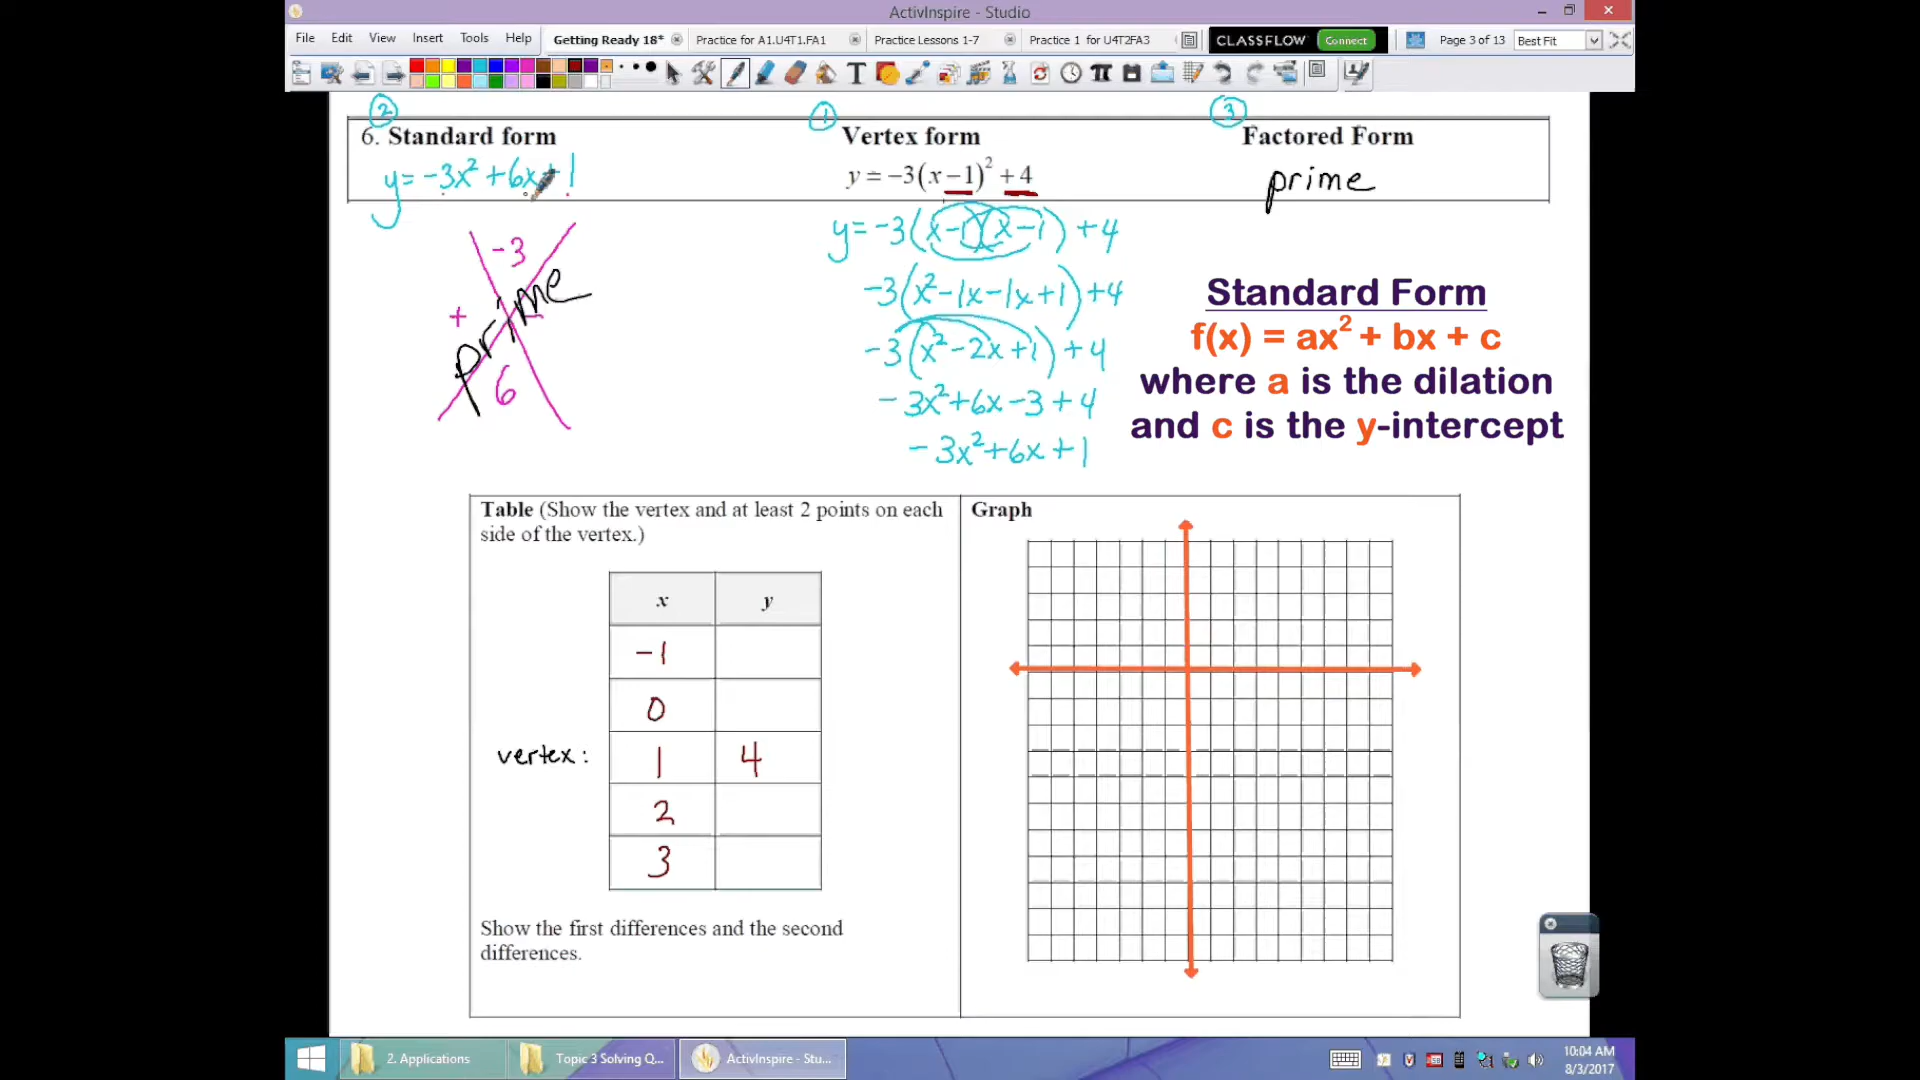 ActivInspire - Studio
File Edit View Insert Tools Help Getting Ready 18* Practice for A1.U4T1.FA1 Practice Lessons 1-7 Practice 1 for U4T2FA3 CLASSFLOW Connect Page 3 of 13 Best Fit
② ① ③
6. Standard form Vertex form Factored Form
y = -3x² + 6x + 1 y = -3(x - 1)² + 4 prime
y = -3(x - 1)(x - 1) + 4
-3(x² - 1x - 1x + 1) + 4
-3(x² - 2x + 1) + 4
-3x² + 6x - 3 + 4
-3x² + 6x + 1
-3
+ prime
6
Standard Form
f(x) = ax² + bx + c
where a is the dilation
and c is the y-intercept
Table (Show the vertex and at least 2 points on each
side of the vertex.)
x y
-1
0
vertex: 1 4
2
3
Show the first differences and the second
differences.
Graph
2. Applications Topic 3 Solving Q... ActivInspire - Stu...
10:04 AM
8/3/2017